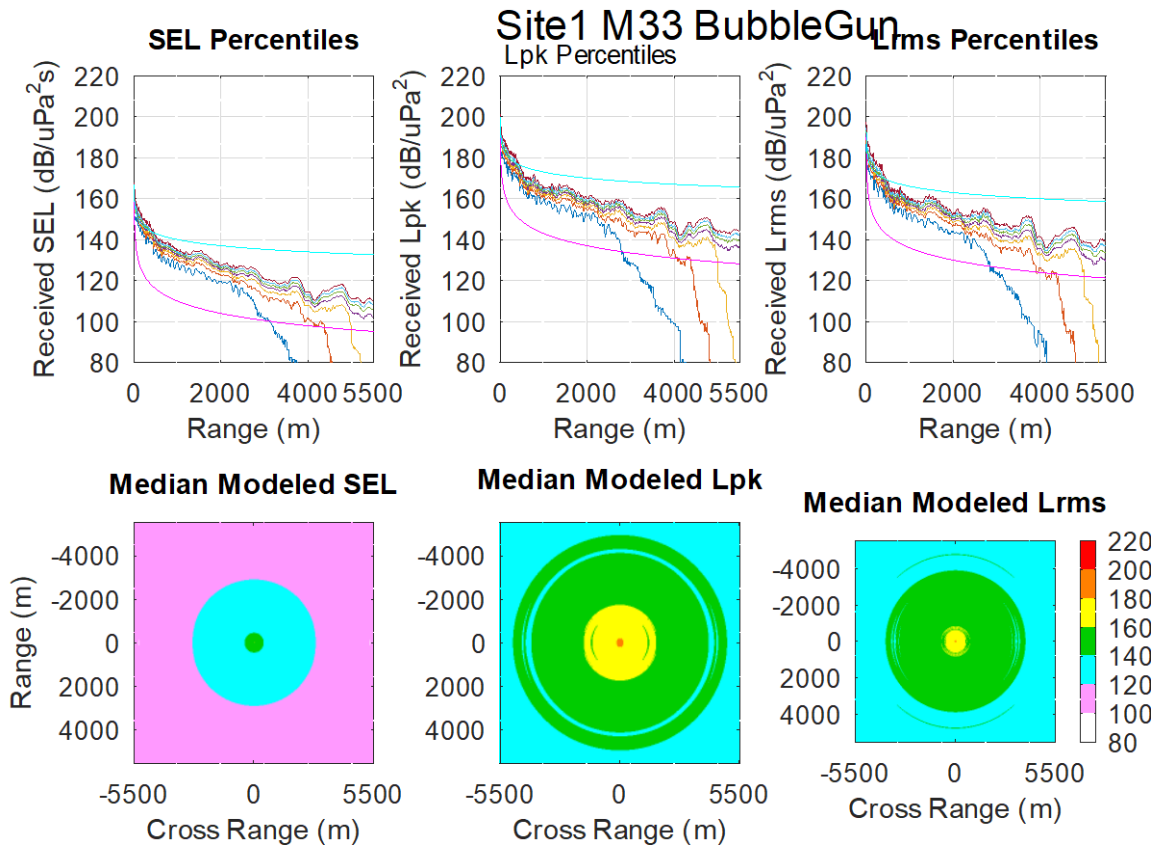 Site1 M33 BubbleGun
SEL Percentiles
Lpk Percentiles
Lrms Percentiles
Received SEL (dB/uPa²s)
220
200
180
160
140
120
100
80
0 2000 4000 5500
Range (m)
Received Lpk (dB/uPa²)
220
200
180
160
140
120
100
80
0 2000 4000 5500
Range (m)
Received Lrms (dB/uPa²)
220
200
180
160
140
120
100
80
0 2000 4000 5500
Range (m)
Median Modeled SEL
Range (m)
-4000
-2000
0
2000
4000
-5500 0 5500
Cross Range (m)
Median Modeled Lpk
-4000
-2000
0
2000
4000
-5500 0 5500
Cross Range (m)
Median Modeled Lrms
-4000
-2000
0
2000
4000
-5500 0 5500
Cross Range (m)
220
200
180
160
140
120
100
80